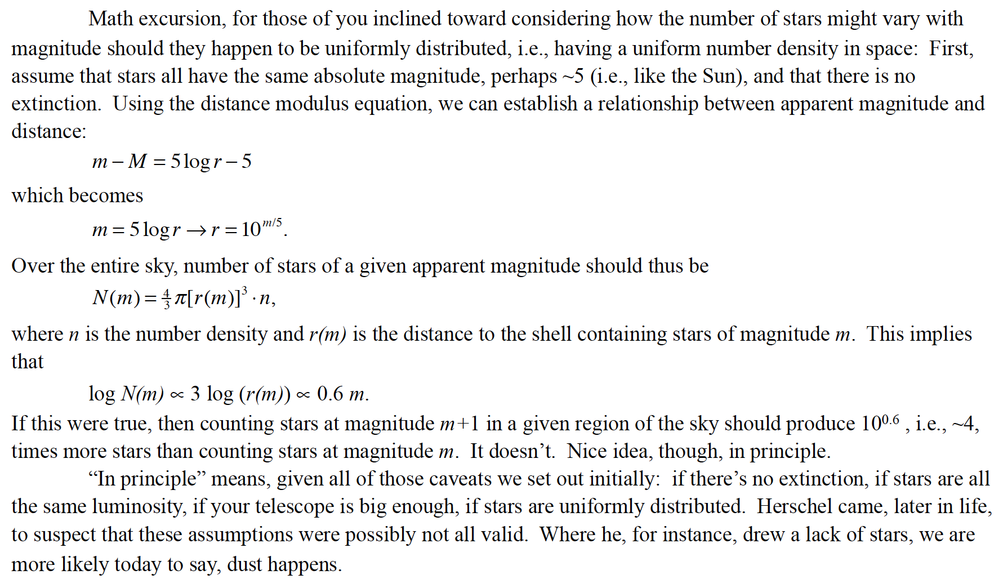 Math excursion, for those of you inclined toward considering how the number of stars might vary with
magnitude should they happen to be uniformly distributed, i.e., having a uniform number density in space:  First,
assume that stars all have the same absolute magnitude, perhaps ~5 (i.e., like the Sun), and that there is no
extinction.  Using the distance modulus equation, we can establish a relationship between apparent magnitude and
distance:
m − M = 5 log r − 5
which becomes
m = 5 log r → r = 10^{m/5}.
Over the entire sky, number of stars of a given apparent magnitude should thus be
N(m) = 4/3 π[r(m)]³ · n,
where n is the number density and r(m) is the distance to the shell containing stars of magnitude m.  This implies
that
log N(m) ∝ 3 log (r(m)) ∝ 0.6 m.
If this were true, then counting stars at magnitude m+1 in a given region of the sky should produce 10^{0.6} , i.e., ~4,
times more stars than counting stars at magnitude m.  It doesn’t.  Nice idea, though, in principle.
“In principle” means, given all of those caveats we set out initially:  if there’s no extinction, if stars are all
the same luminosity, if your telescope is big enough, if stars are uniformly distributed.  Herschel came, later in life,
to suspect that these assumptions were possibly not all valid.  Where he, for instance, drew a lack of stars, we are
more likely today to say, dust happens.